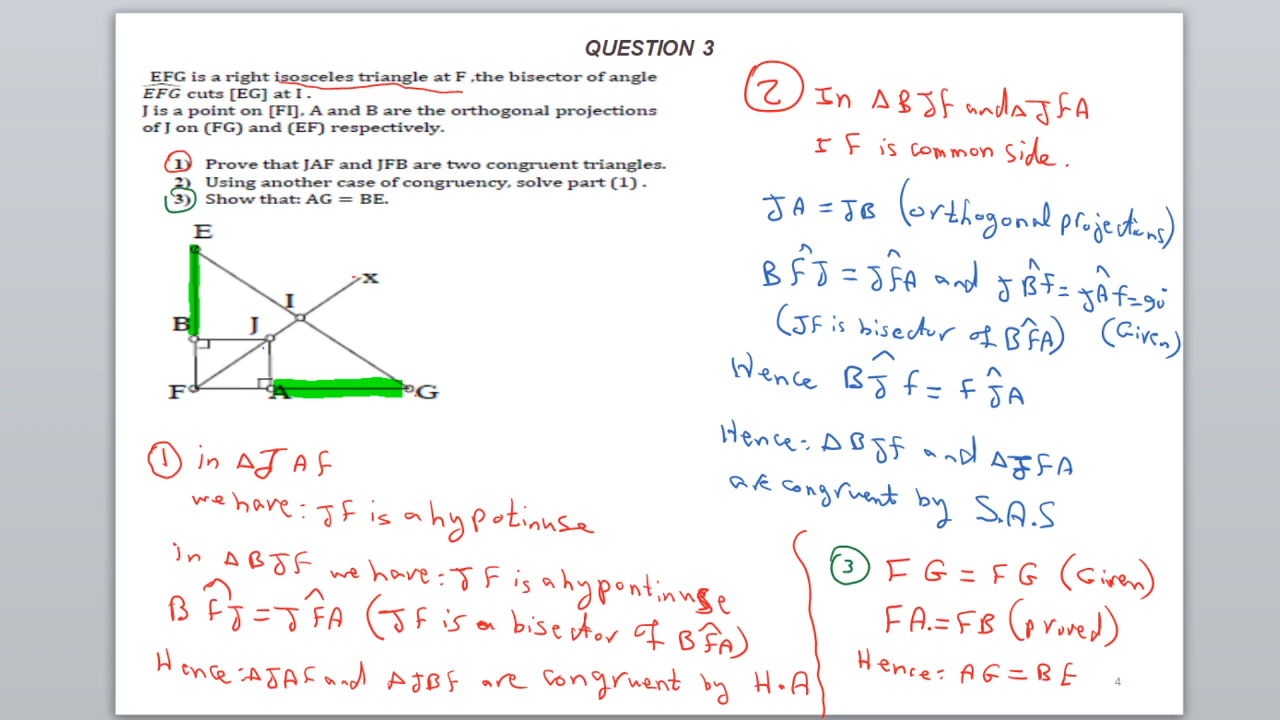 QUESTION 3
EFG is a right isosceles triangle at F ,the bisector of angle
EFG cuts [EG] at I .
J is a point on [FI], A and B are the orthogonal projections
of J on (FG) and (EF) respectively.
1) Prove that JAF and JFB are two congruent triangles.
2) Using another case of congruency, solve part (1) .
3) Show that: AG = BE.
E
X
I
B
J
F
A
G
① in ΔJAF
we have: JF is a hypotinuse
in ΔBJF we have: JF is a hypontinuse
BF̂J = JF̂A (JF is a bisector of BF̂A)
Hence: ΔJAF and ΔJBF are congruent by H.A
② In ΔBJF and ΔJFA
IF is common side.
JA = JB (orthogonal projections)
BF̂J = JF̂A and JB̂f = JÂf = 90°
(JF is bisector of BF̂A) (Given)
Hence BĴf = FĴA
Hence: ΔBJf and ΔJFA
are congruent by S.A.S
③ FG = FG (Given)
FA = FB (proved)
Hence: AG = BE
4